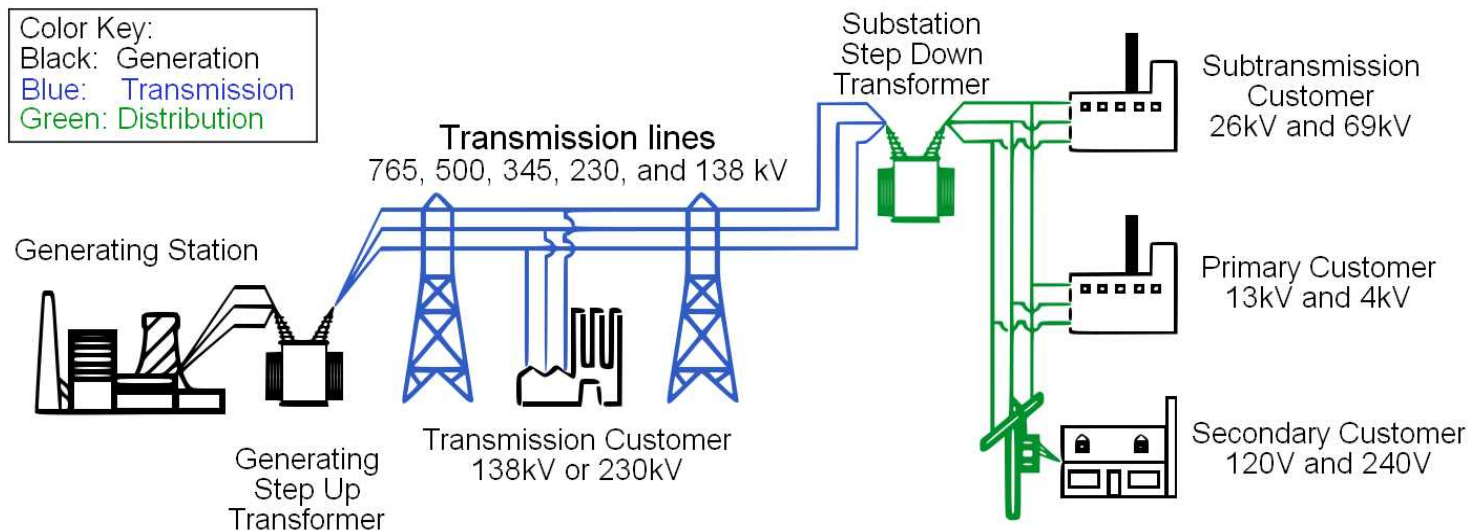 Color Key:
Black: Generation
Blue: Transmission
Green: Distribution
Substation
Step Down
Transformer
Subtransmission
Customer
26kV and 69kV
Transmission lines
765, 500, 345, 230, and 138 kV
Generating Station
Primary Customer
13kV and 4kV
Transmission Customer
138kV or 230kV
Secondary Customer
120V and 240V
Generating
Step Up
Transformer